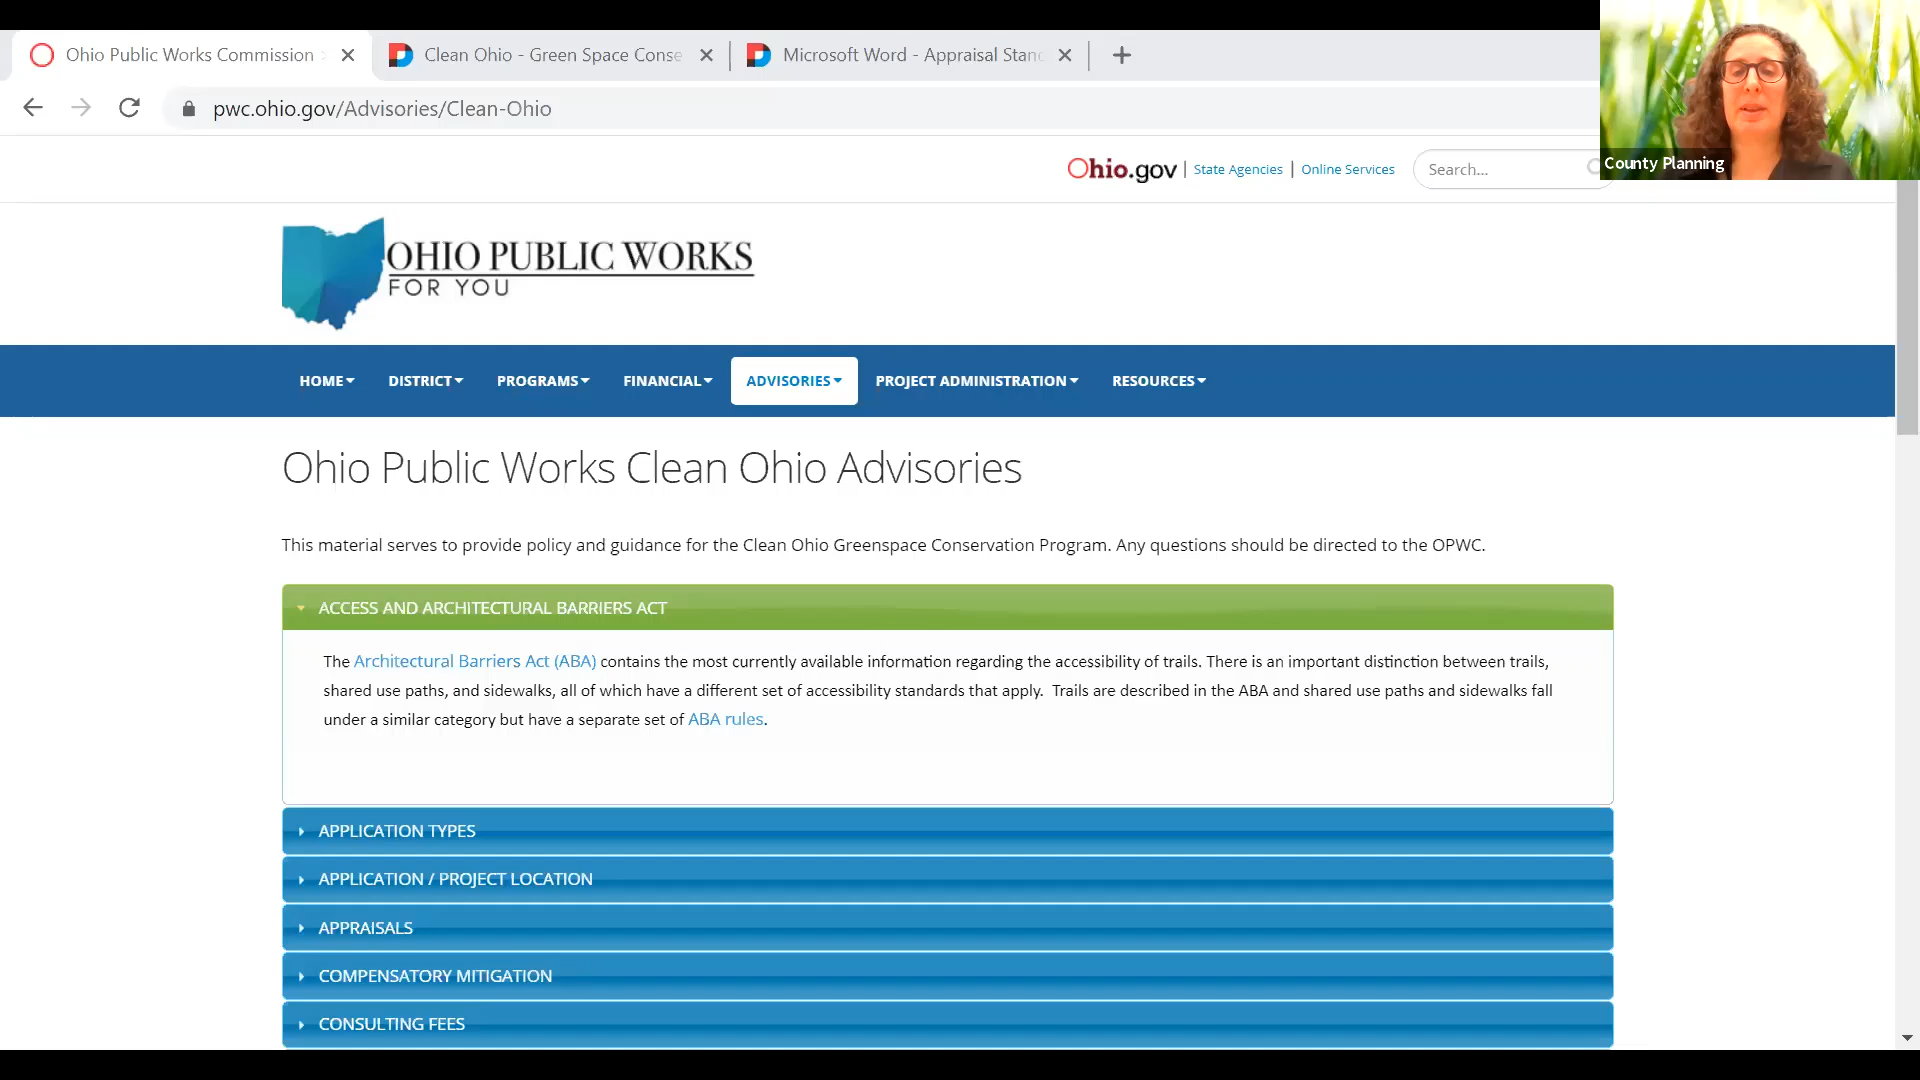 Ohio Public Works Commission
Clean Ohio - Green Space Conse
Microsoft Word - Appraisal Stand
pwc.ohio.gov/Advisories/Clean-Ohio
Ohio.gov | State Agencies | Online Services
Search...
County Planning
OHIO PUBLIC WORKS
FOR YOU
HOME DISTRICT PROGRAMS FINANCIAL ADVISORIES PROJECT ADMINISTRATION RESOURCES
Ohio Public Works Clean Ohio Advisories
This material serves to provide policy and guidance for the Clean Ohio Greenspace Conservation Program. Any questions should be directed to the OPWC.
ACCESS AND ARCHITECTURAL BARRIERS ACT
The Architectural Barriers Act (ABA) contains the most currently available information regarding the accessibility of trails. There is an important distinction between trails,
shared use paths, and sidewalks, all of which have a different set of accessibility standards that apply. Trails are described in the ABA and shared use paths and sidewalks fall
under a similar category but have a separate set of ABA rules.
APPLICATION TYPES
APPLICATION / PROJECT LOCATION
APPRAISALS
COMPENSATORY MITIGATION
CONSULTING FEES